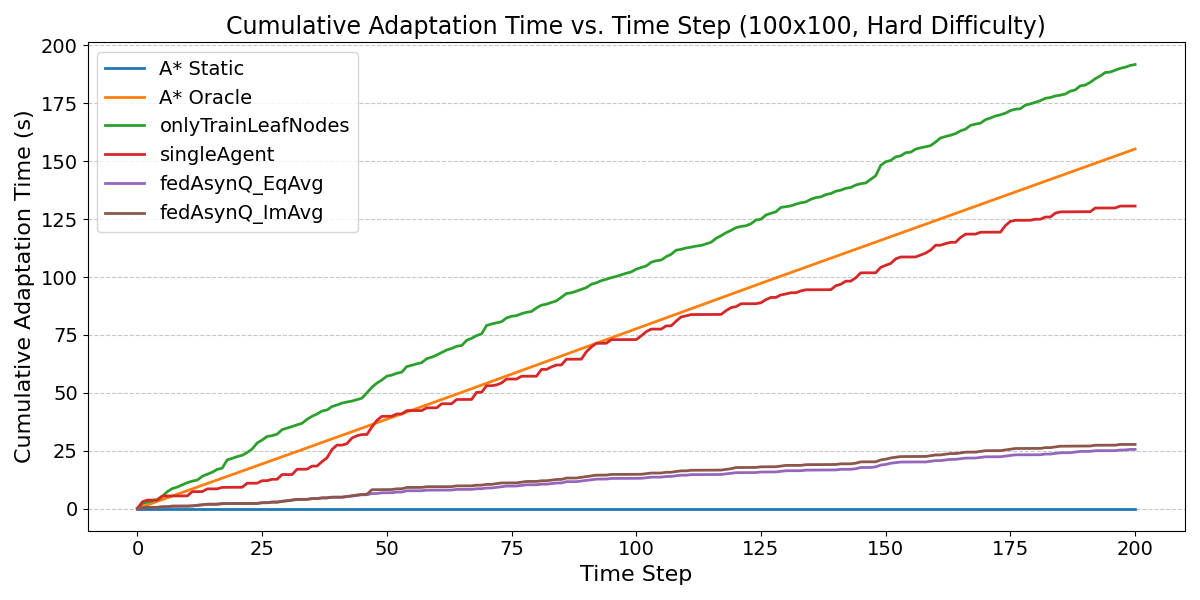 Cumulative Adaptation Time vs. Time Step (100x100, Hard Difficulty)
Cumulative Adaptation Time (s)
200
175
150
125
100
75
50
25
0
A* Static
A* Oracle
onlyTrainLeafNodes
singleAgent
fedAsynQ_EqAvg
fedAsynQ_ImAvg
0 25 50 75 100 125 150 175 200
Time Step